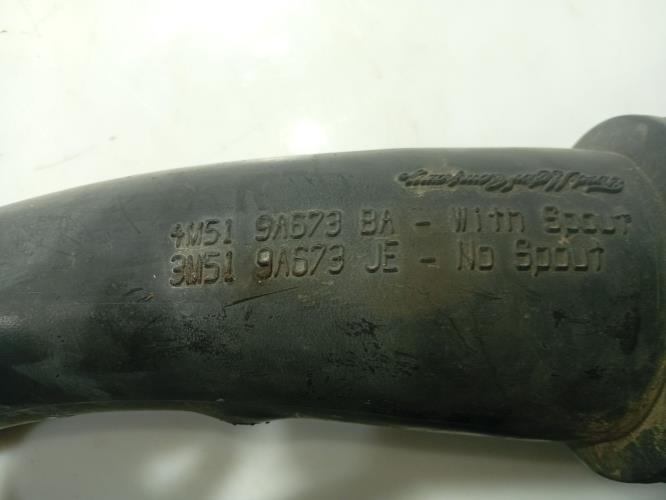 4M51 9A673 BA - With Spout
3M51 9A673 JE - No Spout